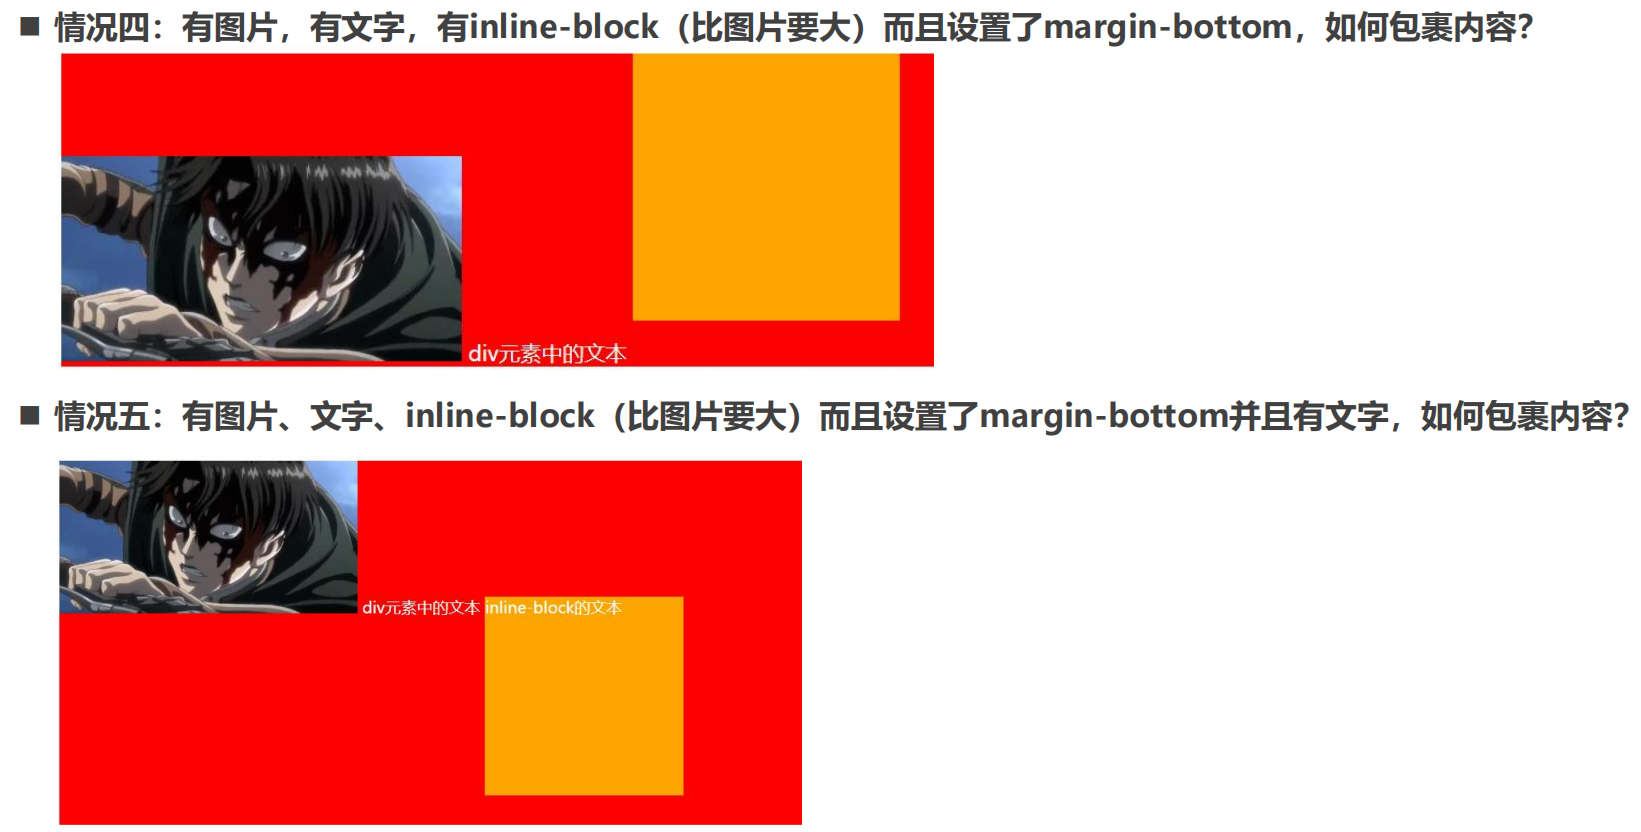 ■ 情况四：有图片，有文字，有inline-block（比图片要大）而且设置了margin-bottom，如何包裹内容？
div元素中的文本
■ 情况五：有图片、文字、inline-block（比图片要大）而且设置了margin-bottom并且有文字，如何包裹内容？
div元素中的文本 inline-block的文本